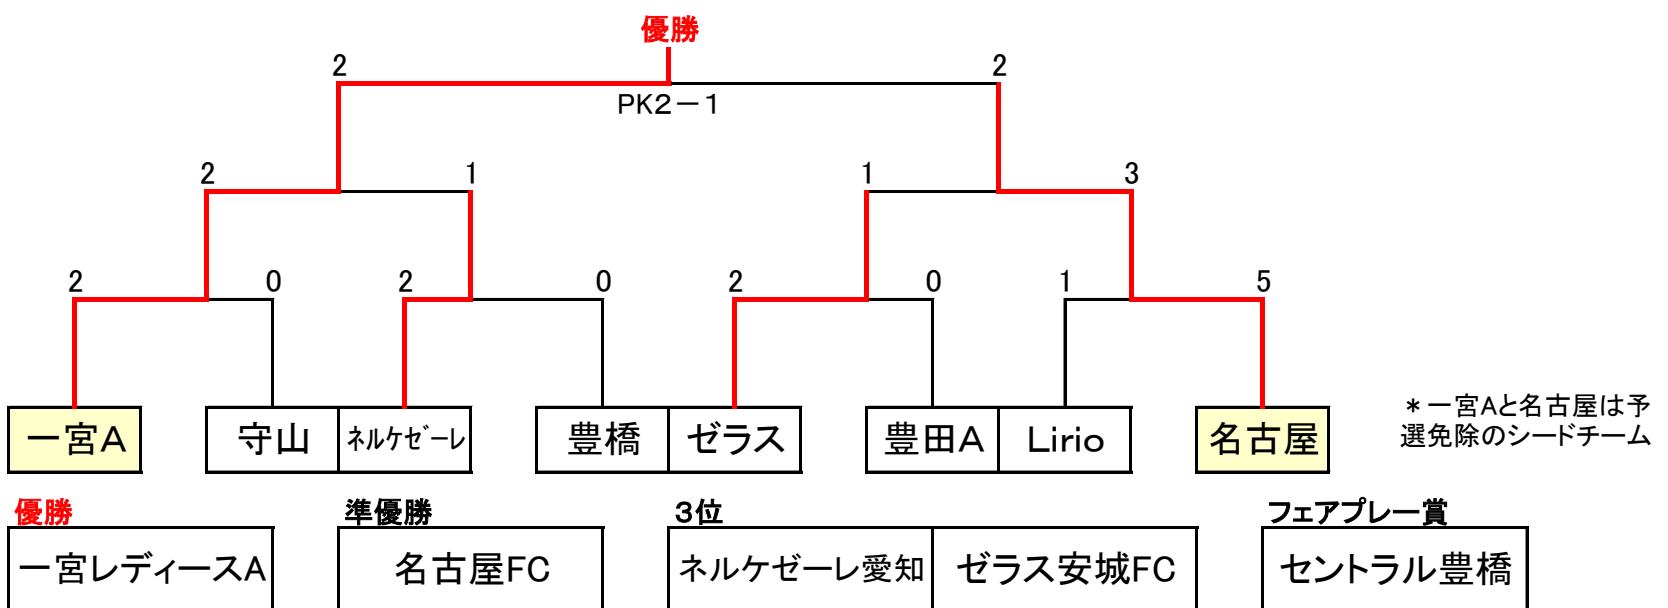 優勝
2 2
PK2－1
2 1 1 3
2 0 2 0 2 0 1 5
一宮A 守山 ネルケゼーレ 豊橋 ゼラス 豊田A Lirio 名古屋
＊一宮Aと名古屋は予
選免除のシードチーム
優勝 準優勝 3位 フェアプレー賞
一宮レディースA 名古屋FC ネルケゼーレ愛知 ゼラス安城FC セントラル豊橋